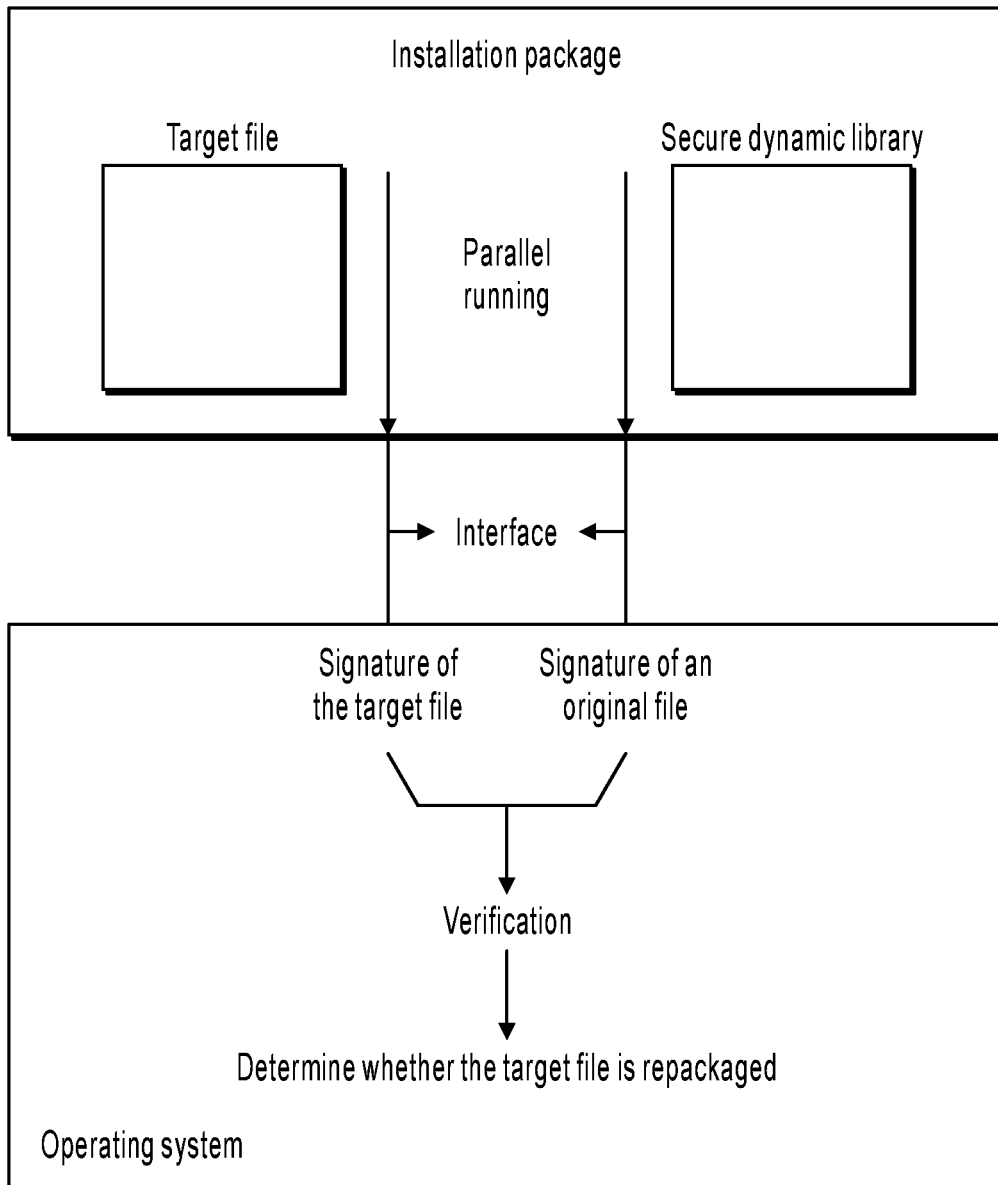 Installation package
Target file
Secure dynamic library
Parallel
running
Interface
Signature of
the target file
Signature of an
original file
Verification
Determine whether the target file is repackaged
Operating system